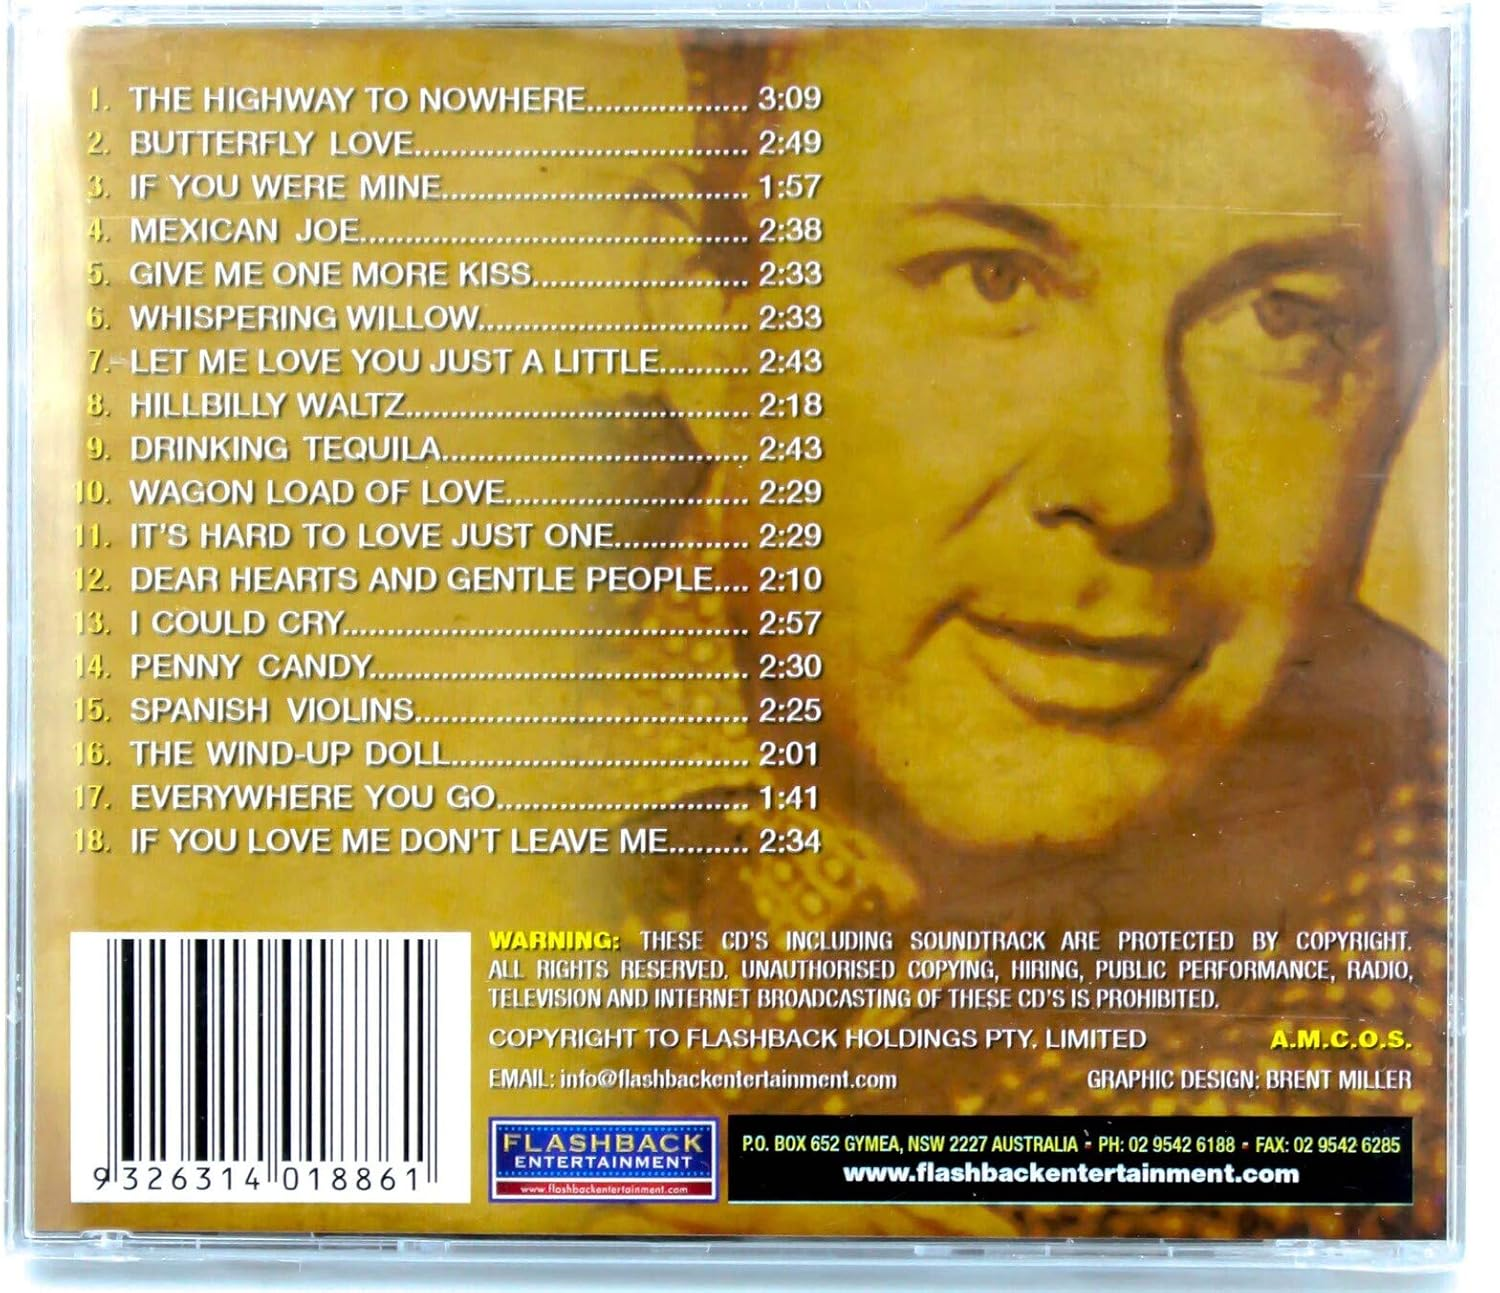 1. THE HIGHWAY TO NOWHERE.................. 3:09
2. BUTTERFLY LOVE.................................... 2:49
3. IF YOU WERE MINE................................. 1:57
4. MEXICAN JOE.......................................... 2:38
5. GIVE ME ONE MORE KISS........................ 2:33
6. WHISPERING WILLOW............................. 2:33
7. LET ME LOVE YOU JUST A LITTLE.......... 2:43
8. HILLBILLY WALTZ..................................... 2:18
9. DRINKING TEQUILA................................. 2:43
10. WAGON LOAD OF LOVE.......................... 2:29
11. IT'S HARD TO LOVE JUST ONE............... 2:29
12. DEAR HEARTS AND GENTLE PEOPLE.... 2:10
13. I COULD CRY............................................ 2:57
14. PENNY CANDY......................................... 2:30
15. SPANISH VIOLINS.................................... 2:25
16. THE WIND-UP DOLL................................ 2:01
17. EVERYWHERE YOU GO........................... 1:41
18. IF YOU LOVE ME DON'T LEAVE ME......... 2:34
WARNING: THESE CD'S INCLUDING SOUNDTRACK ARE PROTECTED BY COPYRIGHT.
ALL RIGHTS RESERVED. UNAUTHORISED COPYING, HIRING, PUBLIC PERFORMANCE, RADIO,
TELEVISION AND INTERNET BROADCASTING OF THESE CD'S IS PROHIBITED.
COPYRIGHT TO FLASHBACK HOLDINGS PTY. LIMITED A.M.C.O.S.
EMAIL: info@flashbackentertainment.com GRAPHIC DESIGN: BRENT MILLER
9 326314 018861
FLASHBACK
ENTERTAINMENT
www.flashbackentertainment.com
P.O. BOX 652 GYMEA, NSW 2227 AUSTRALIA - PH: 02 9542 6188 - FAX: 02 9542 6285
www.flashbackentertainment.com